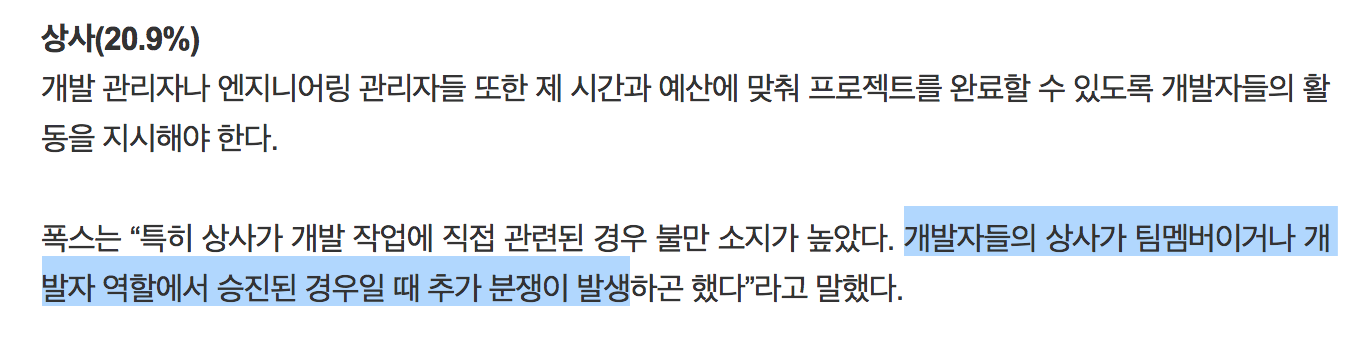 상사(20.9%)
개발 관리자나 엔지니어링 관리자들 또한 제 시간과 예산에 맞춰 프로젝트를 완료할 수 있도록 개발자들의 활
동을 지시해야 한다.
폭스는 “특히 상사가 개발 작업에 직접 관련된 경우 불만 소지가 높았다. 개발자들의 상사가 팀멤버이거나 개
발자 역할에서 승진된 경우일 때 추가 분쟁이 발생하곤 했다”라고 말했다.